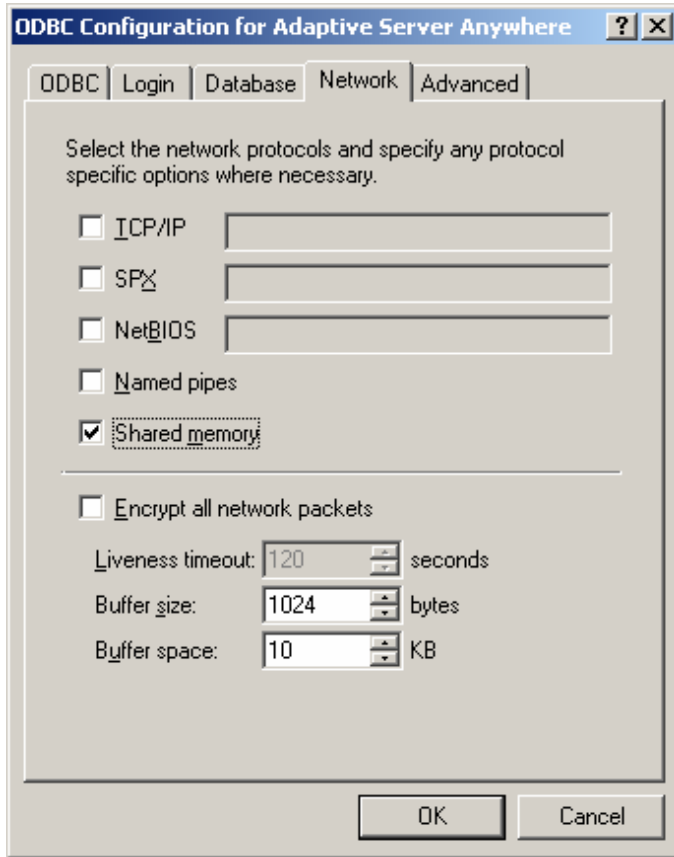 ODBC Configuration for Adaptive Server Anywhere
ODBC Login Database Network Advanced
Select the network protocols and specify any protocol
specific options where necessary.
TCP/IP
SPX
NetBIOS
Named pipes
Shared memory
Encrypt all network packets
Liveness timeout: 120 seconds
Buffer size: 1024 bytes
Buffer space: 10 KB
OK Cancel